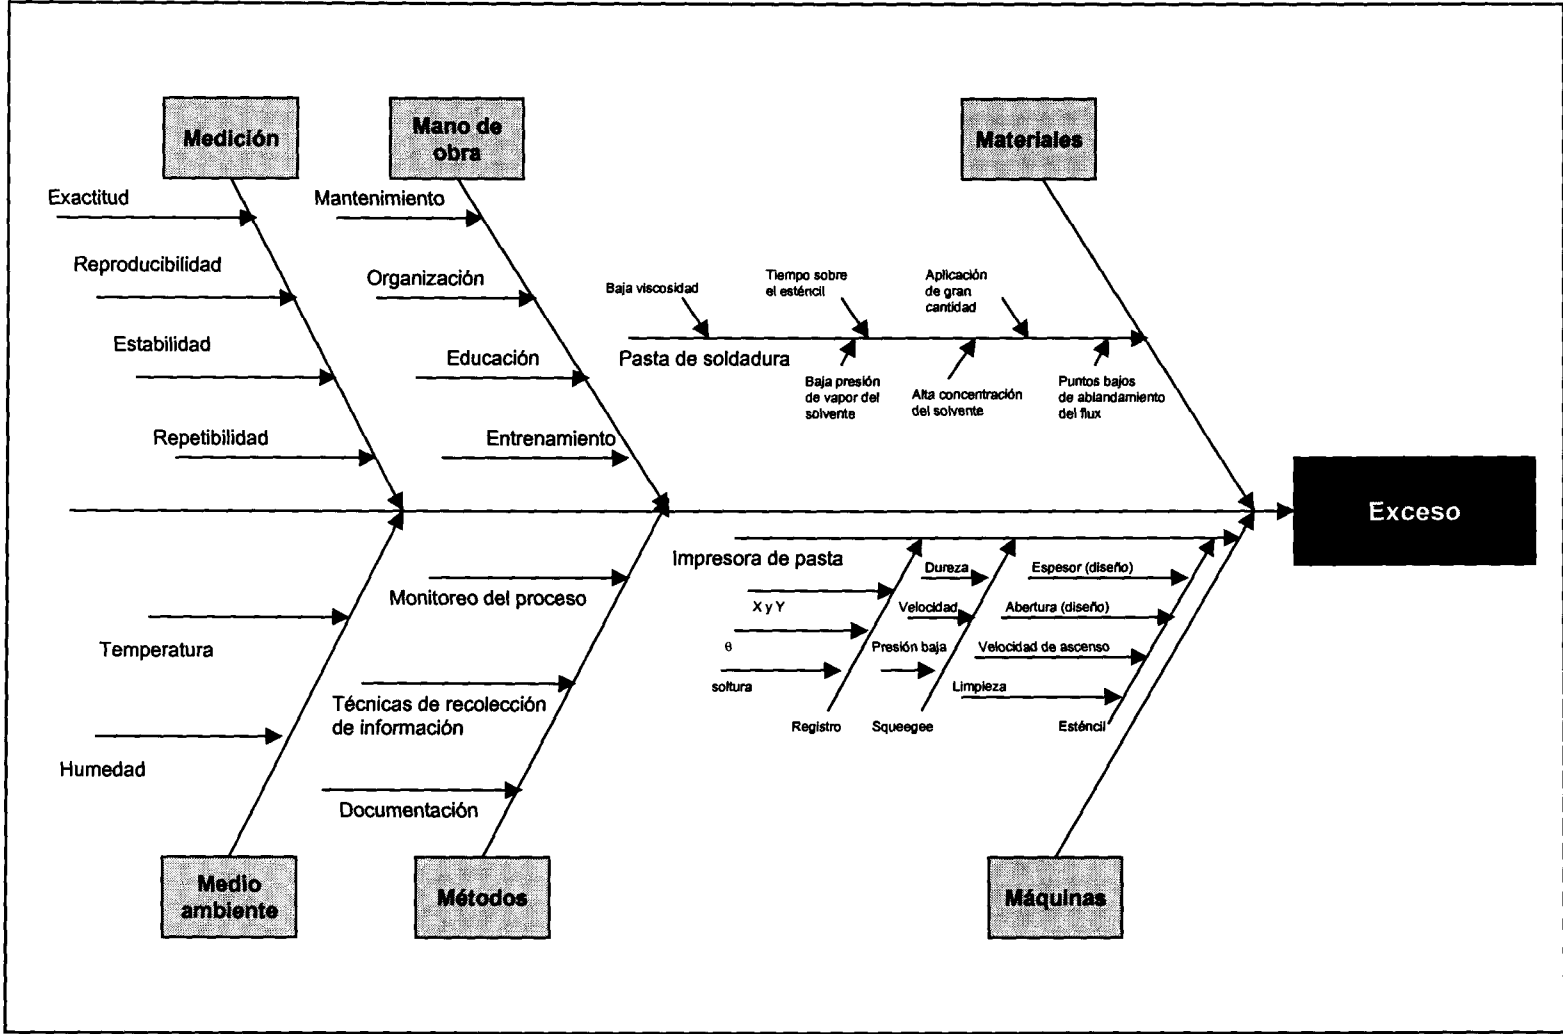 Medición
Mano de
obra
Materiales
Exactitud
Reproducibilidad
Estabilidad
Repetibilidad
Mantenimiento
Organización
Educación
Entrenamiento
Baja viscosidad
Tiempo sobre
el esténcil
Aplicación
de gran
cantidad
Pasta de soldadura
Baja presión
de vapor del
solvente
Alta concentración
del solvente
Puntos bajos
de ablandamiento
del flux
Exceso
Temperatura
Humedad
Monitoreo del proceso
Técnicas de recolección
de información
Documentación
Impresora de pasta
X y Y
θ
soltura
Registro
Dureza
Velocidad
Presión baja
Squeegee
Espesor (diseño)
Abertura (diseño)
Velocidad de ascenso
Limpieza
Esténcil
Medio
ambiente
Métodos
Máquinas